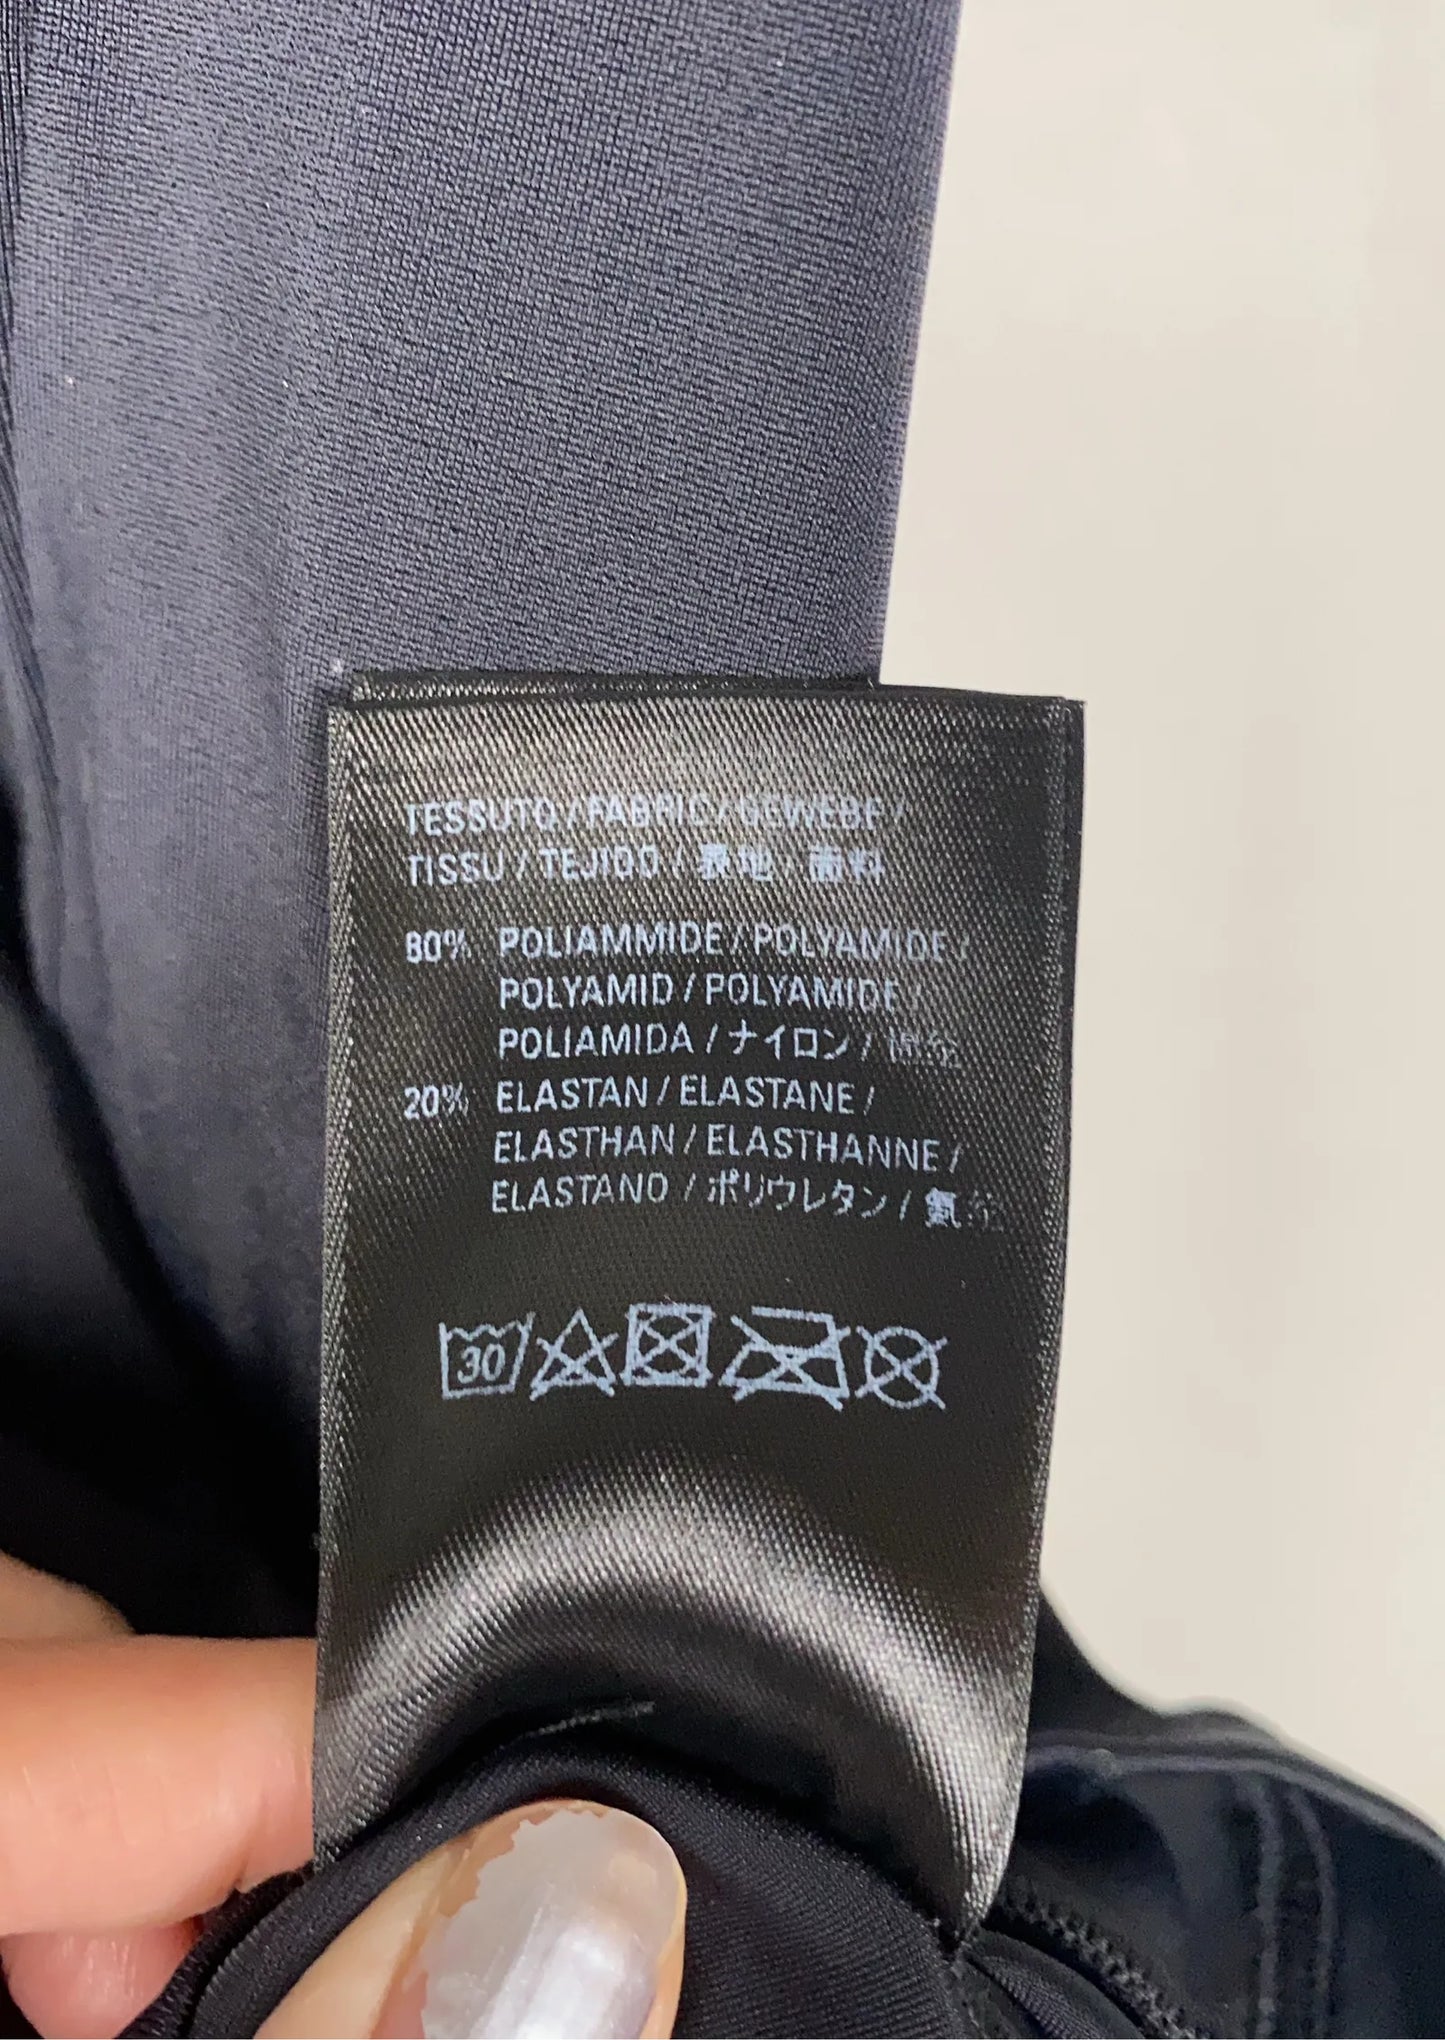 TESSUTO / FABRIC / GEWEBE /
TISSU / TEJIDO / 表地 · 面料
80% POLIAMMIDE / POLYAMIDE /
POLYAMID / POLYAMIDE /
POLIAMIDA / ナイロン /
20% ELASTAN / ELASTANE /
ELASTHAN / ELASTHANNE /
ELASTANO / ポリウレタン /
30